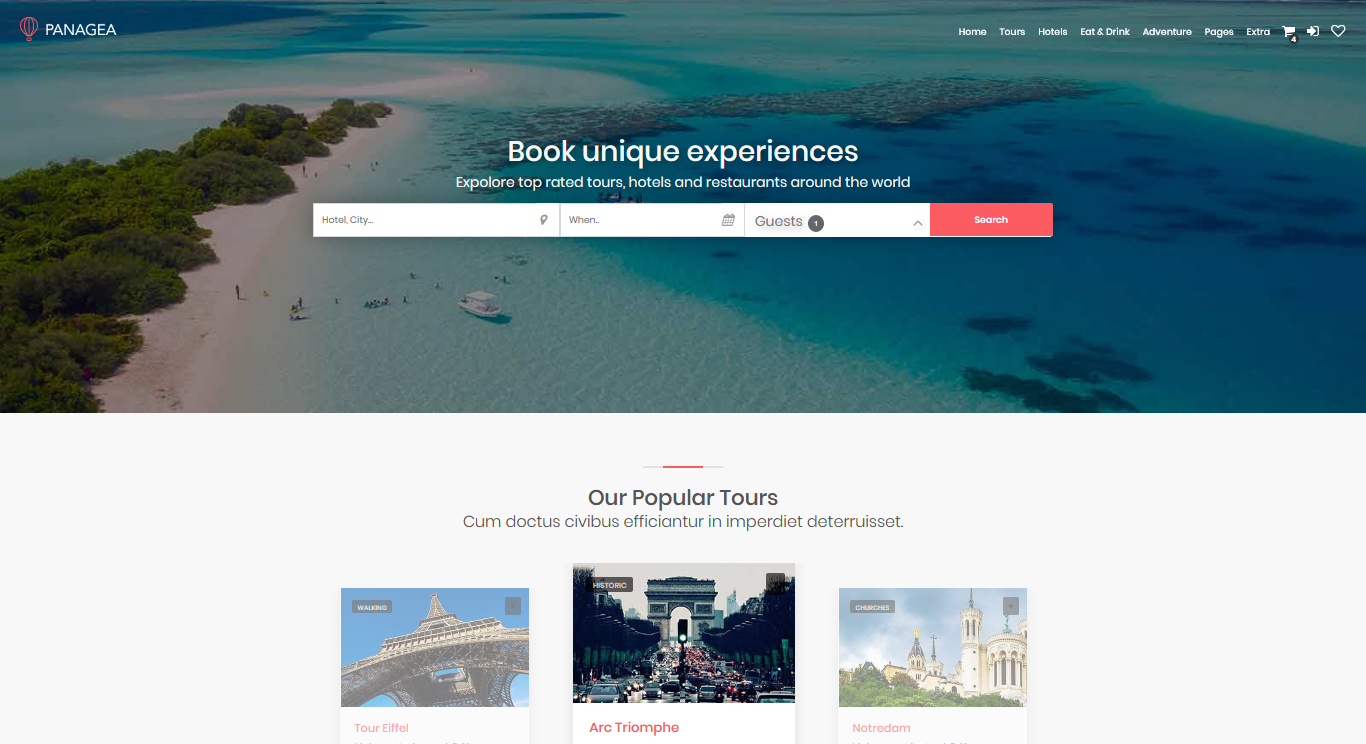 PANAGEA
Home Tours Hotels Eat & Drink Adventure Pages Extra 4
Book unique experiences
Expolore top rated tours, hotels and restaurants around the world
Hotel, City... When.. Guests 1 Search
Our Popular Tours
Cum doctus civibus efficiantur in imperdiet deterruisset.
WALKING
HISTORIC
CHURCHES
Tour Eiffel
Arc Triomphe
Notredam